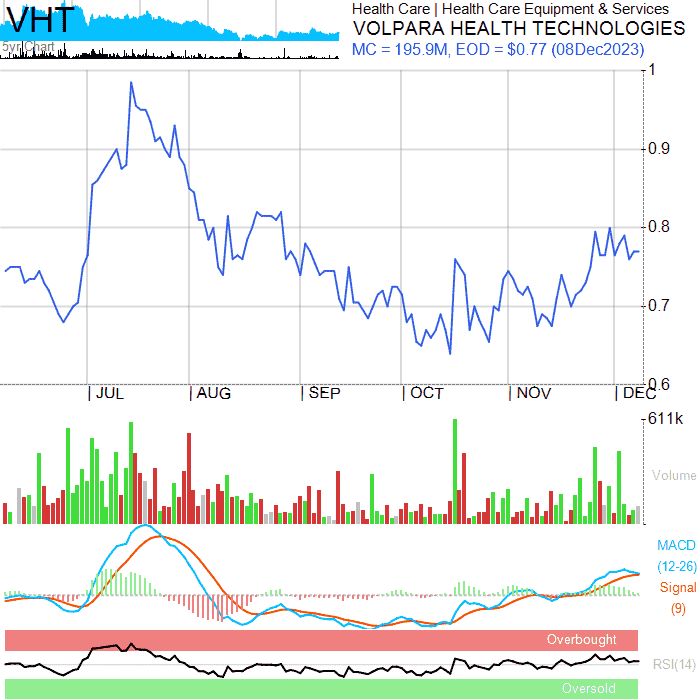 VHT
5yr Chart
Health Care | Health Care Equipment & Services
VOLPARA HEALTH TECHNOLOGIES
MC = 195.9M, EOD = $0.77 (08Dec2023)
1
0.9
0.8
0.7
0.6
JUL AUG SEP OCT NOV DEC
611k
Volume
MACD
(12-26)
Signal
(9)
Overbought
RSI(14)
Oversold